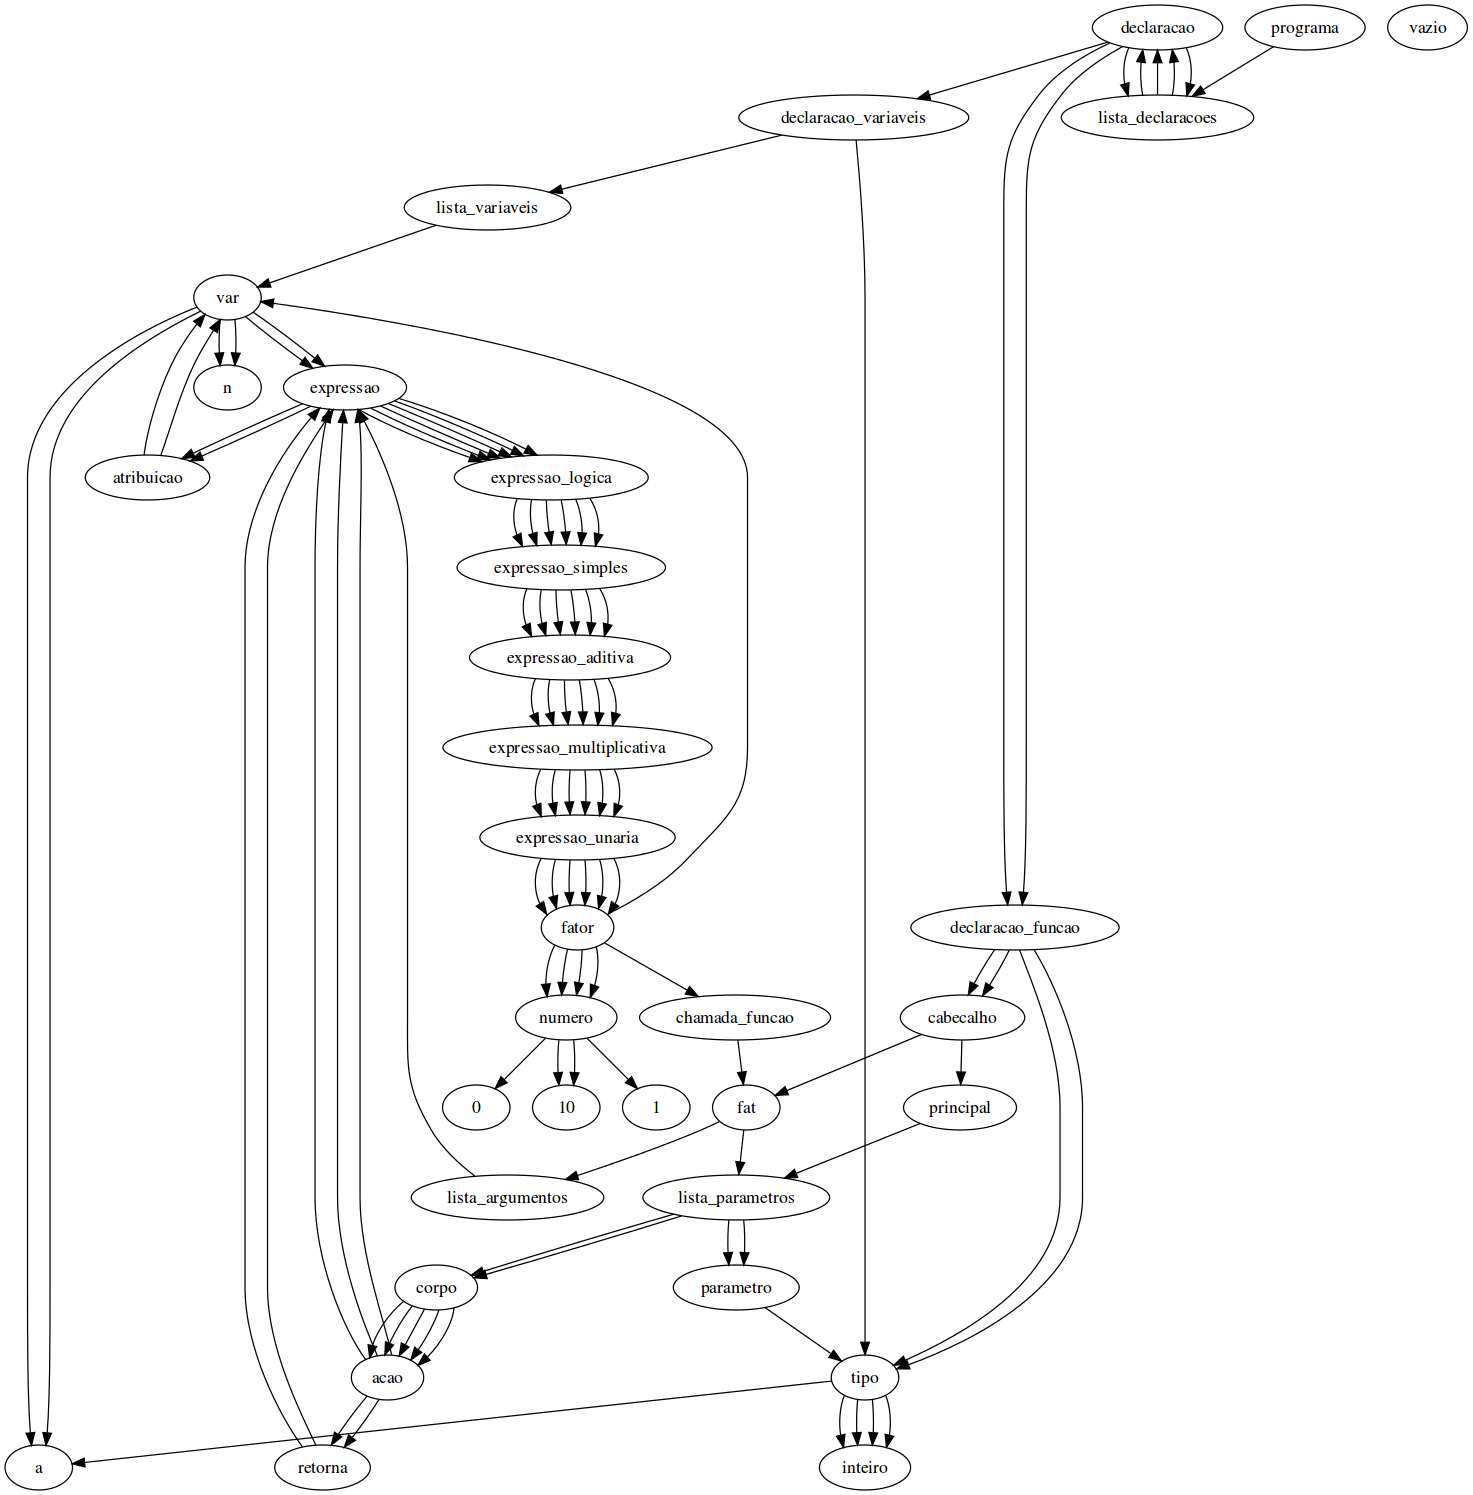 declaracao
programa
vazio
declaracao_variaveis
lista_declaracoes
lista_variaveis
var
n
expressao
atribuicao
expressao_logica
expressao_simples
expressao_aditiva
expressao_multiplicativa
expressao_unaria
fator
declaracao_funcao
numero
chamada_funcao
cabecalho
0
10
1
fat
principal
lista_argumentos
lista_parametros
corpo
parametro
acao
tipo
a
retorna
inteiro